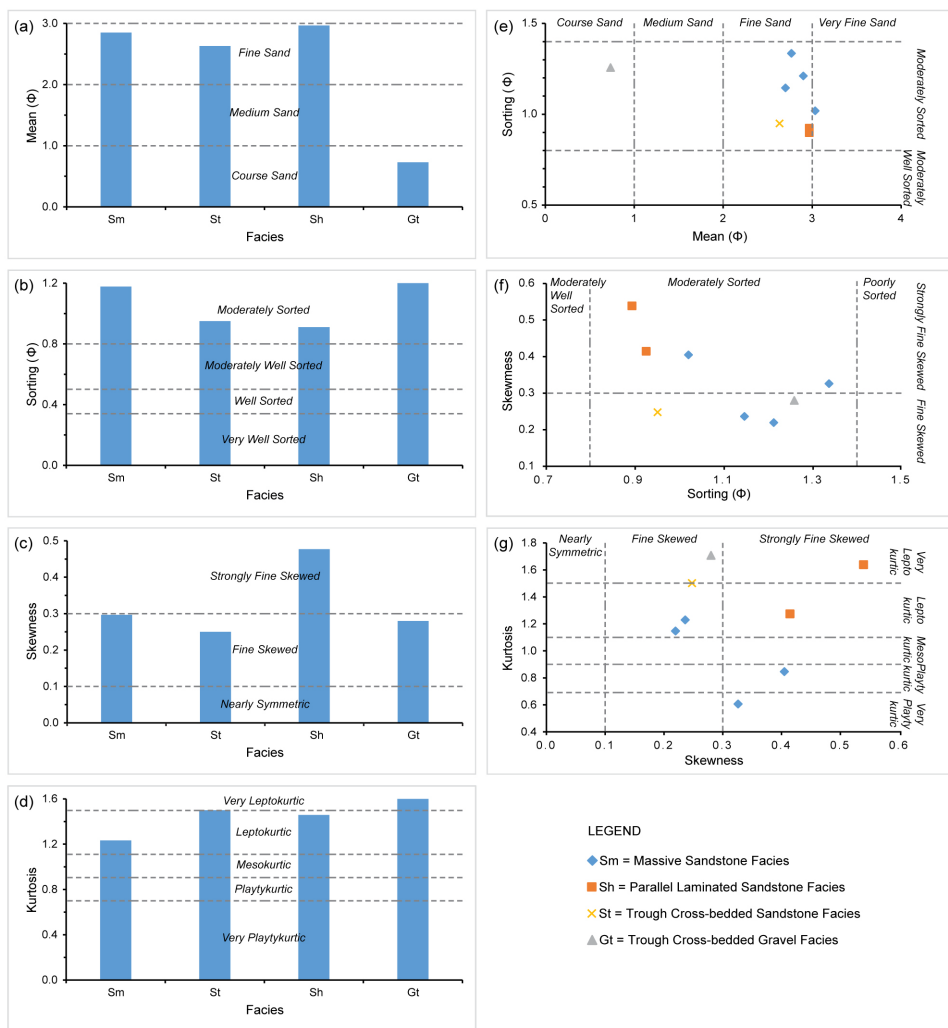 (a)
3.0
2.5
2.0
1.5
1.0
0.5
0.0
Mean (Φ)
Fine Sand
Medium Sand
Course Sand
Sm St Sh Gt
Facies
(b)
1.2
0.8
0.4
0.0
Sorting (Φ)
Moderately Sorted
Moderately Well Sorted
Well Sorted
Very Well Sorted
Sm St Sh Gt
Facies
(c)
0.5
0.4
0.3
0.2
0.1
0.0
Skewness
Strongly Fine Skewed
Fine Skewed
Nearly Symmetric
Sm St Sh Gt
Facies
(d)
1.6
1.2
0.8
0.4
0.0
Kurtosis
Very Leptokurtic
Leptokurtic
Mesokurtic
Playtykurtic
Very Playtykurtic
Sm St Sh Gt
Facies
(e)
Course Sand Medium Sand Fine Sand Very Fine Sand
1.5
1.0
0.5
Sorting (Φ)
Moderately Sorted
Moderately
Well Sorted
0 1 2 3 4
Mean (Φ)
(f)
Moderately
Well
Sorted
Moderately Sorted
Poorly
Sorted
0.6
0.5
0.4
0.3
0.2
0.1
Skewmess
Strongly Fine Skewed
Fine Skewed
0.7 0.9 1.1 1.3 1.5
Sorting (Φ)
(g)
Nearly
Symmetric
Fine Skewed
Strongly Fine Skewed
1.8
1.6
1.4
1.2
1.0
0.8
0.6
0.4
Kurtosis
Very
Lepto
kurtic
Lepto
kurtic
Meso
kurtic
Playty
kurtic
Very
Playty
kurtic
0.0 0.1 0.2 0.3 0.4 0.5 0.6
Skewness
LEGEND
Sm = Massive Sandstone Facies
Sh = Parallel Laminated Sandstone Facies
St = Trough Cross-bedded Sandstone Facies
Gt = Trough Cross-bedded Gravel Facies